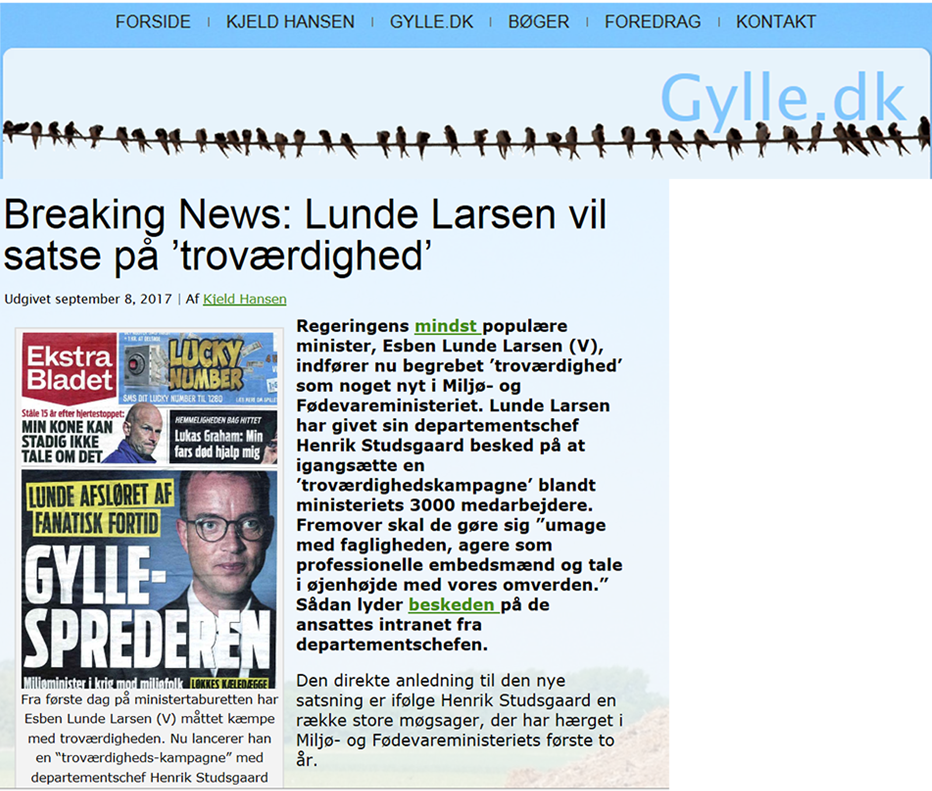 FORSIDE | KJELD HANSEN | GYLLE.DK | BØGER | FOREDRAG | KONTAKT
Gylle.dk
Breaking News: Lunde Larsen vil
satse på ’troværdighed’
Udgivet september 8, 2017 | Af Kjeld Hansen
Ekstra
Bladet
LUCKY
NUMBER
SMS DIT LUCKY NUMBER TIL 1280
Ståle 15 år efter hjertestoppet:
MIN KONE KAN
STADIG IKKE
TALE OM DET
HEMMELIGHEDEN BAG HITTET
Lukas Graham: Min
fars død hjalp mig
LUNDE AFSLØRET AF
FANATISK FORTID
GYLLE-
SPREDEREN
Miljøminister i krig mod miljøfolk
LØKKES KÆLEDÆGGE
Fra første dag på ministertaburetten har
Esben Lunde Larsen (V) måttet kæmpe
med troværdigheden. Nu lancerer han
en “troværdigheds-kampagne” med
departementschef Henrik Studsgaard
Regeringens mindst populære
minister, Esben Lunde Larsen (V),
indfører nu begrebet ’troværdighed’
som noget nyt i Miljø- og
Fødevareministeriet. Lunde Larsen
har givet sin departementschef
Henrik Studsgaard besked på at
igangsætte en
’troværdighedskampagne’ blandt
ministeriets 3000 medarbejdere.
Fremover skal de gøre sig ”umage
med fagligheden, agere som
professionelle embedsmænd og tale
i øjenhøjde med vores omverden.”
Sådan lyder beskeden på de
ansattes intranet fra
departementschefen.
Den direkte anledning til den nye
satsning er ifølge Henrik Studsgaard en
række store møgsager, der har hærget i
Miljø- og Fødevareministeriets første to
år.